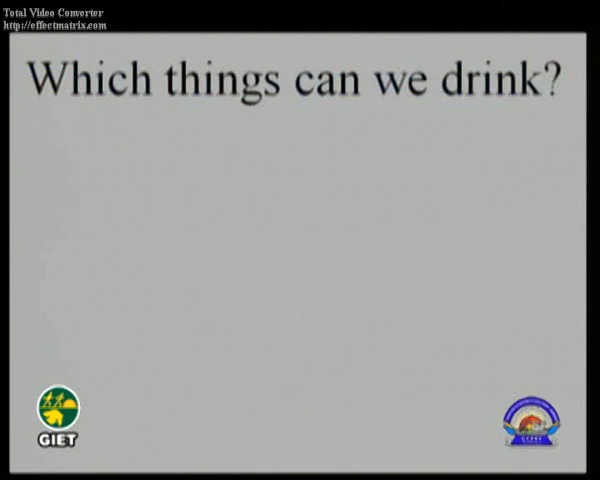 Total Video Converter
http://effectmatrix.com
Which things can we drink?
GIET